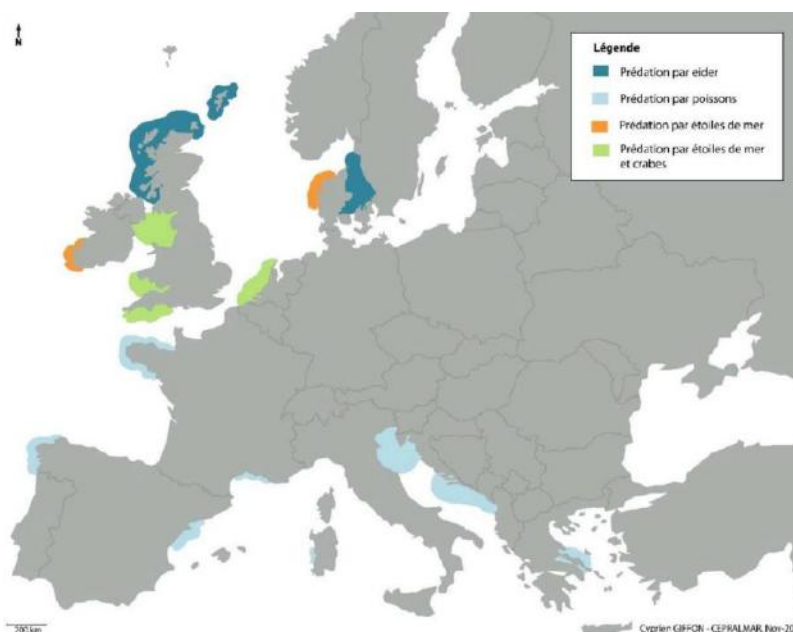 N
Légende
Prédation par eider
Prédation par poissons
Prédation par étoiles de mer
Prédation par étoiles de mer
et crabes
200 km
Cyprien GIFFON - CEPRALMAR, Nov-20